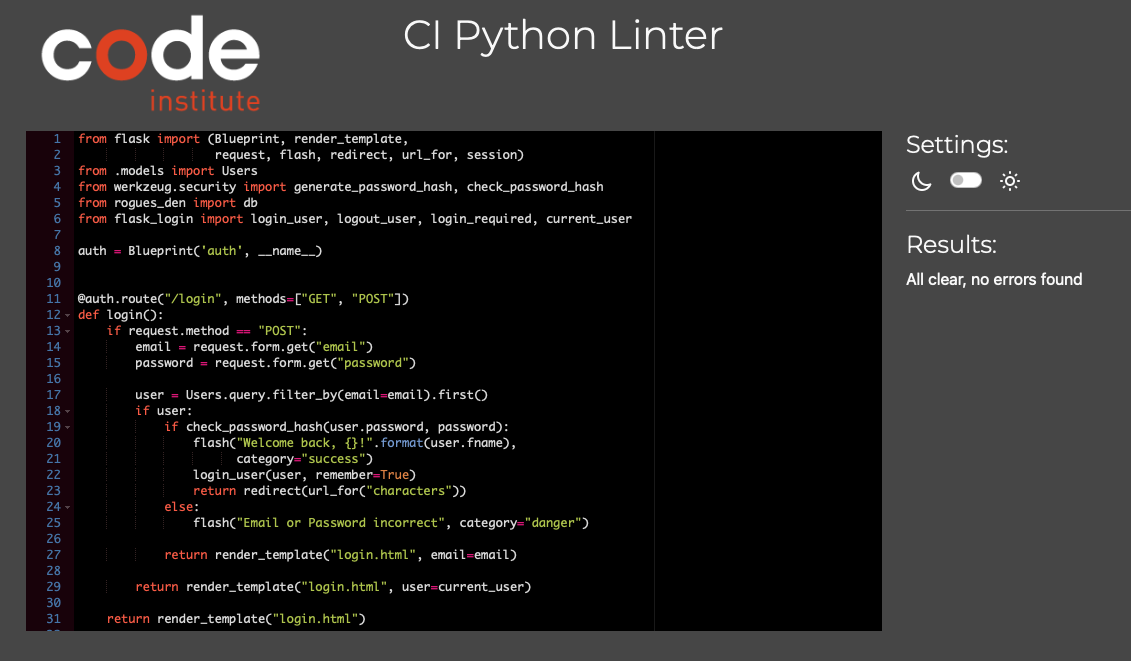 code
institute
CI Python Linter
1 from flask import (Blueprint, render_template,
2                    request, flash, redirect, url_for, session)
3 from .models import Users
4 from werkzeug.security import generate_password_hash, check_password_hash
5 from rogues_den import db
6 from flask_login import login_user, logout_user, login_required, current_user
7
8 auth = Blueprint('auth', __name__)
9
10
11 @auth.route("/login", methods=["GET", "POST"])
12 def login():
13     if request.method == "POST":
14         email = request.form.get("email")
15         password = request.form.get("password")
16
17         user = Users.query.filter_by(email=email).first()
18         if user:
19             if check_password_hash(user.password, password):
20                 flash("Welcome back, {}!".format(user.fname),
21                       category="success")
22                 login_user(user, remember=True)
23                 return redirect(url_for("characters"))
24             else:
25                 flash("Email or Password incorrect", category="danger")
26
27             return render_template("login.html", email=email)
28
29         return render_template("login.html", user=current_user)
30
31     return render_template("login.html")
Settings:
Results:
All clear, no errors found